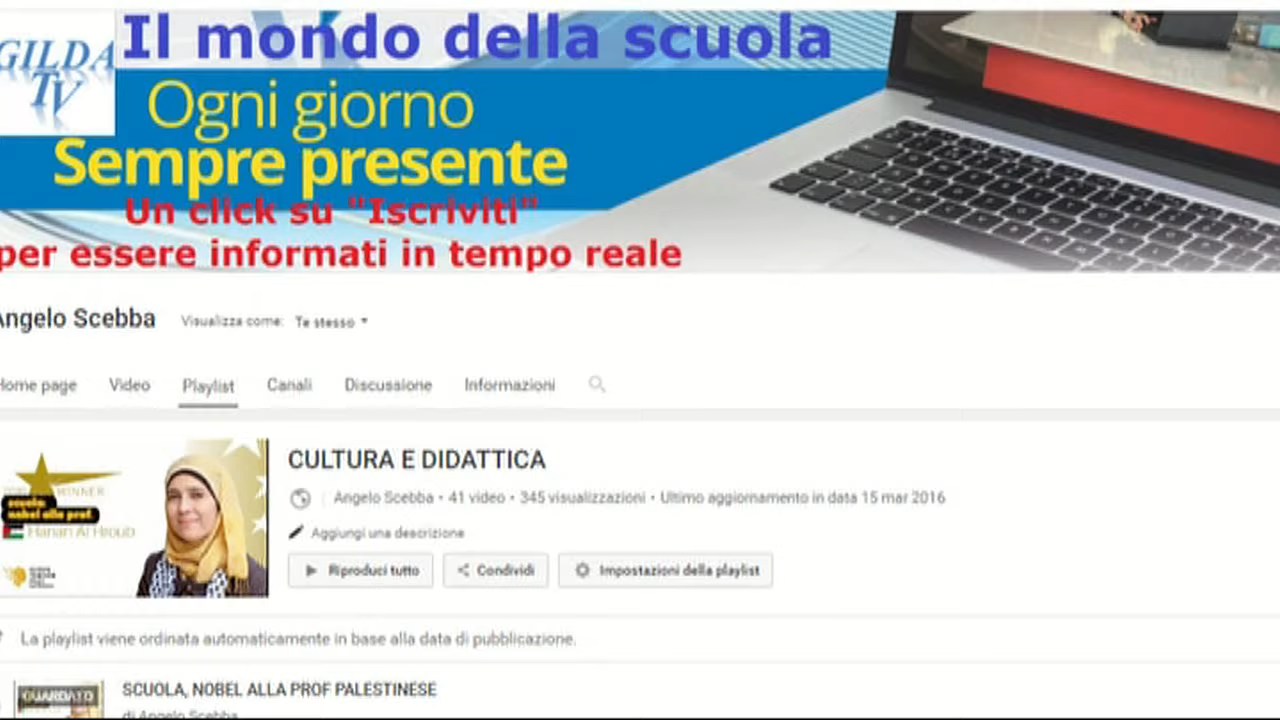 GILDA
TV
Il mondo della scuola
Ogni giorno
Sempre presente
Un click su "Iscriviti"
per essere informati in tempo reale
Angelo Scebba
Visualizza come: Te stesso
Home page Video Playlist Canali Discussione Informazioni
WINNER
scuola:
nobel alla prof.
Hanan Al Hroub
CULTURA E DIDATTICA
Angelo Scebba • 41 video • 345 visualizzazioni • Ultimo aggiornamento in data 15 mar 2016
Aggiungi una descrizione
Riproduci tutto Condividi Impostazioni della playlist
La playlist viene ordinata automaticamente in base alla data di pubblicazione.
GUARDATO
SCUOLA, NOBEL ALLA PROF PALESTINESE
di Angelo Scebba